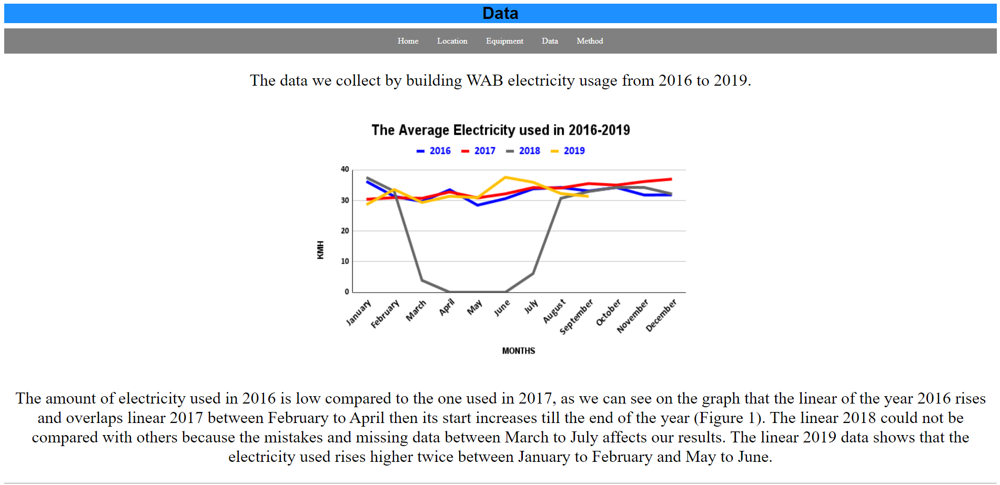 Data
Home Location Equipment Data Method
The data we collect by building WAB electricity usage from 2016 to 2019.
The Average Electricity used in 2016-2019
2016 2017 2018 2019
40
30
20
10
0
KMH
January February March April May June July August September October November December
MONTHS
The amount of electricity used in 2016 is low compared to the one used in 2017, as we can see on the graph that the linear of the year 2016 rises
and overlaps linear 2017 between February to April then its start increases till the end of the year (Figure 1). The linear 2018 could not be
compared with others because the mistakes and missing data between March to July affects our results. The linear 2019 data shows that the
electricity used rises higher twice between January to February and May to June.